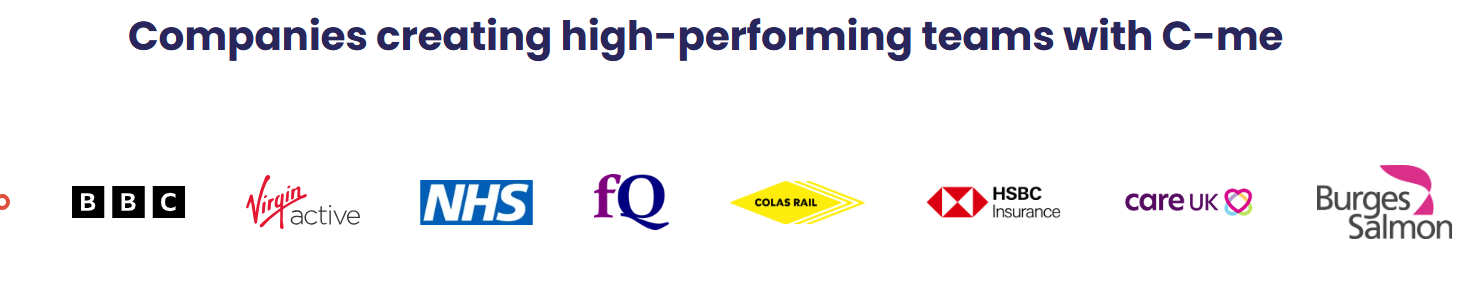 Companies creating high-performing teams with C-me
BBC
Virgin active
NHS
fQ
COLAS RAIL
HSBC
Insurance
care UK
Burges
Salmon